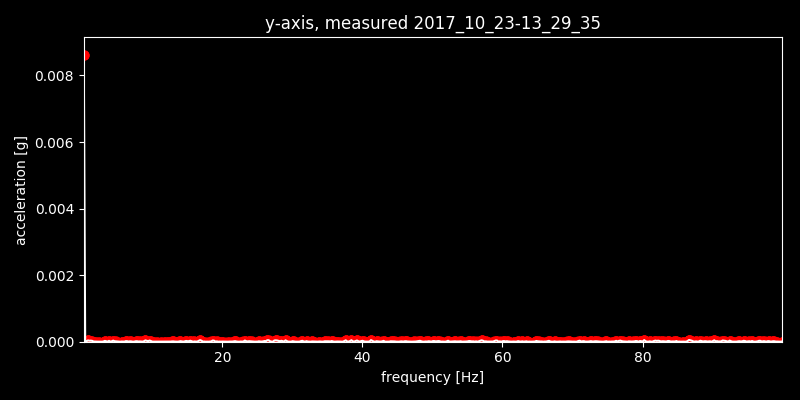 y-axis, measured 2017_10_23-13_29_35
0.008
0.006
0.004
0.002
0.000
acceleration [g]
20 40 60 80
frequency [Hz]